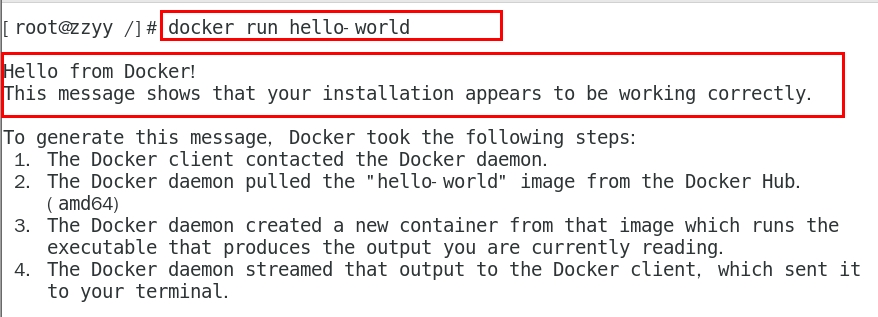 [ root@zzyy /]# docker run hello-world
Hello from Docker!
This message shows that your installation appears to be working correctly.
To generate this message, Docker took the following steps:
1. The Docker client contacted the Docker daemon.
2. The Docker daemon pulled the "hello-world" image from the Docker Hub.
(amd64)
3. The Docker daemon created a new container from that image which runs the
executable that produces the output you are currently reading.
4. The Docker daemon streamed that output to the Docker client, which sent it
to your terminal.